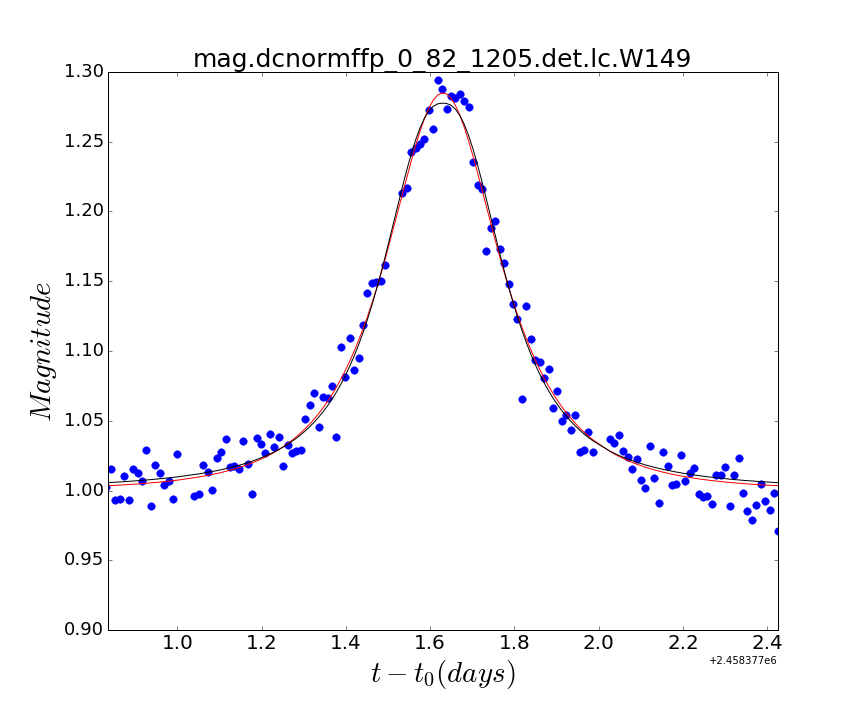 mag.dcnormffp_0_82_1205.det.lc.W149
Magnitude
1.30
1.25
1.20
1.15
1.10
1.05
1.00
0.95
0.90
1.0 1.2 1.4 1.6 1.8 2.0 2.2 2.4
+2.458377e6
t − t₀(days)